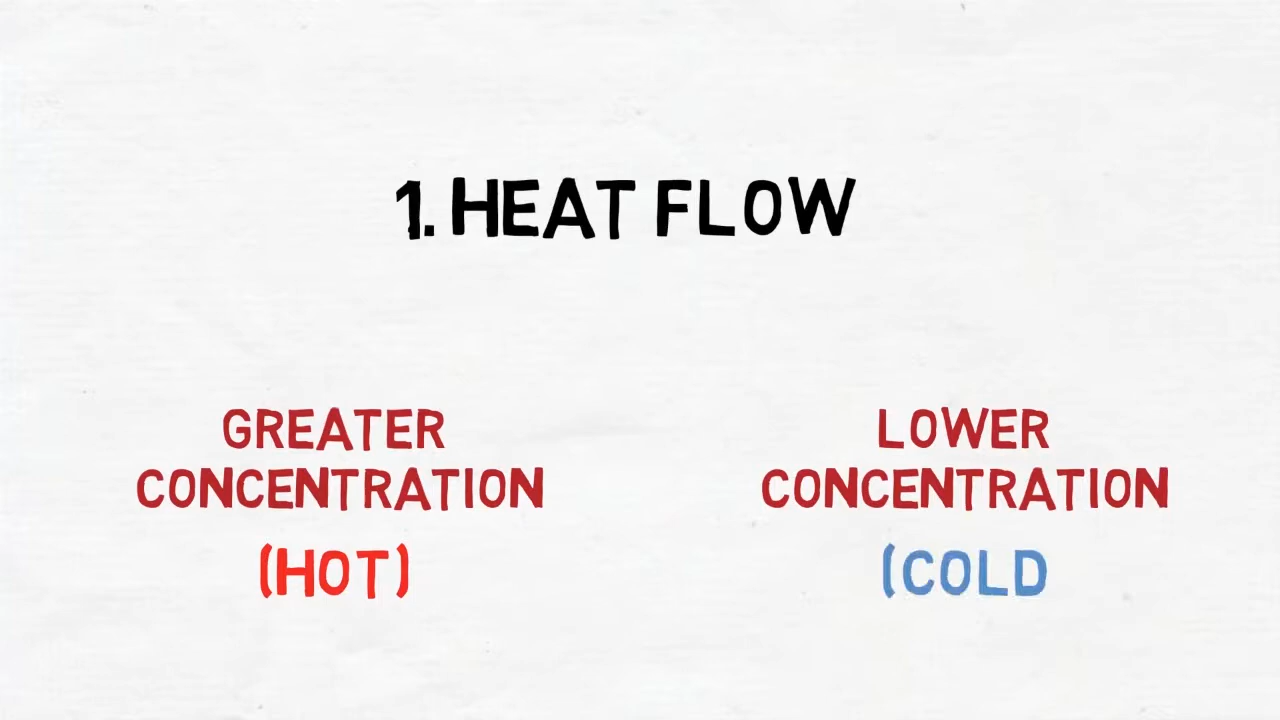 1. HEAT FLOW
GREATER
CONCENTRATION
(HOT)
LOWER
CONCENTRATION
(COLD